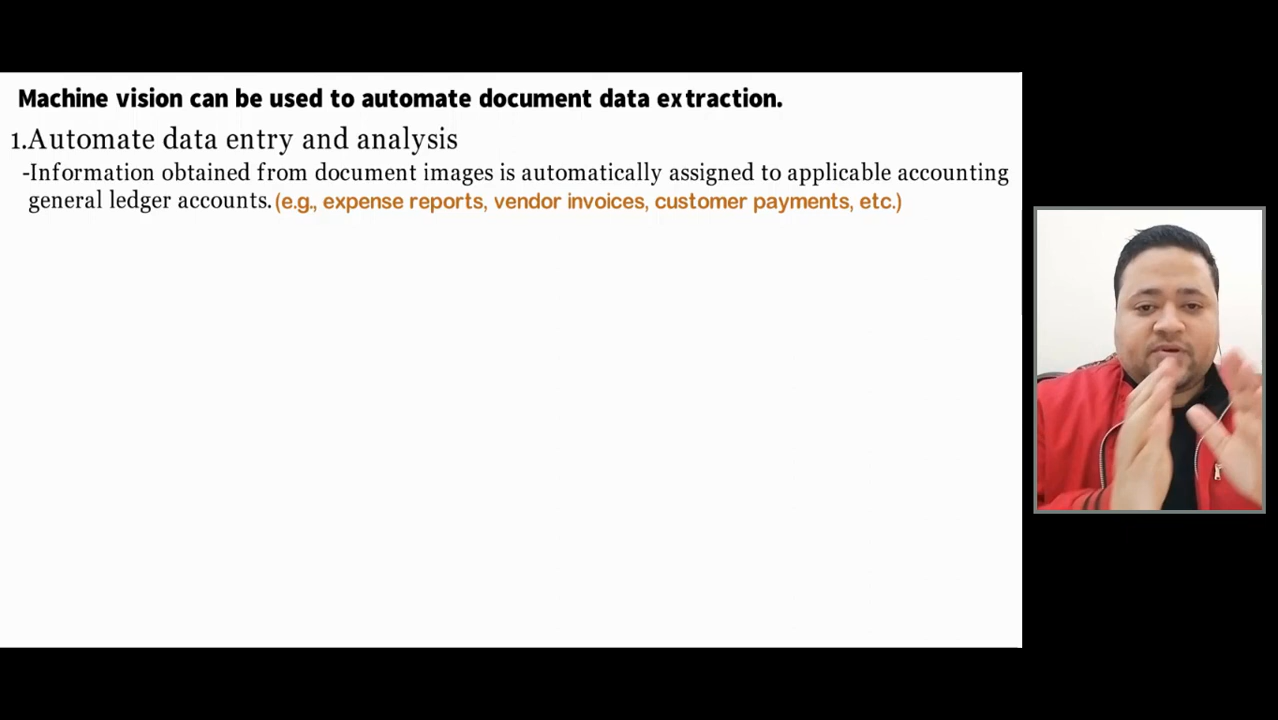 Machine vision can be used to automate document data extraction.
1.Automate data entry and analysis
-Information obtained from document images is automatically assigned to applicable accounting
general ledger accounts. (e.g., expense reports, vendor invoices, customer payments, etc.)